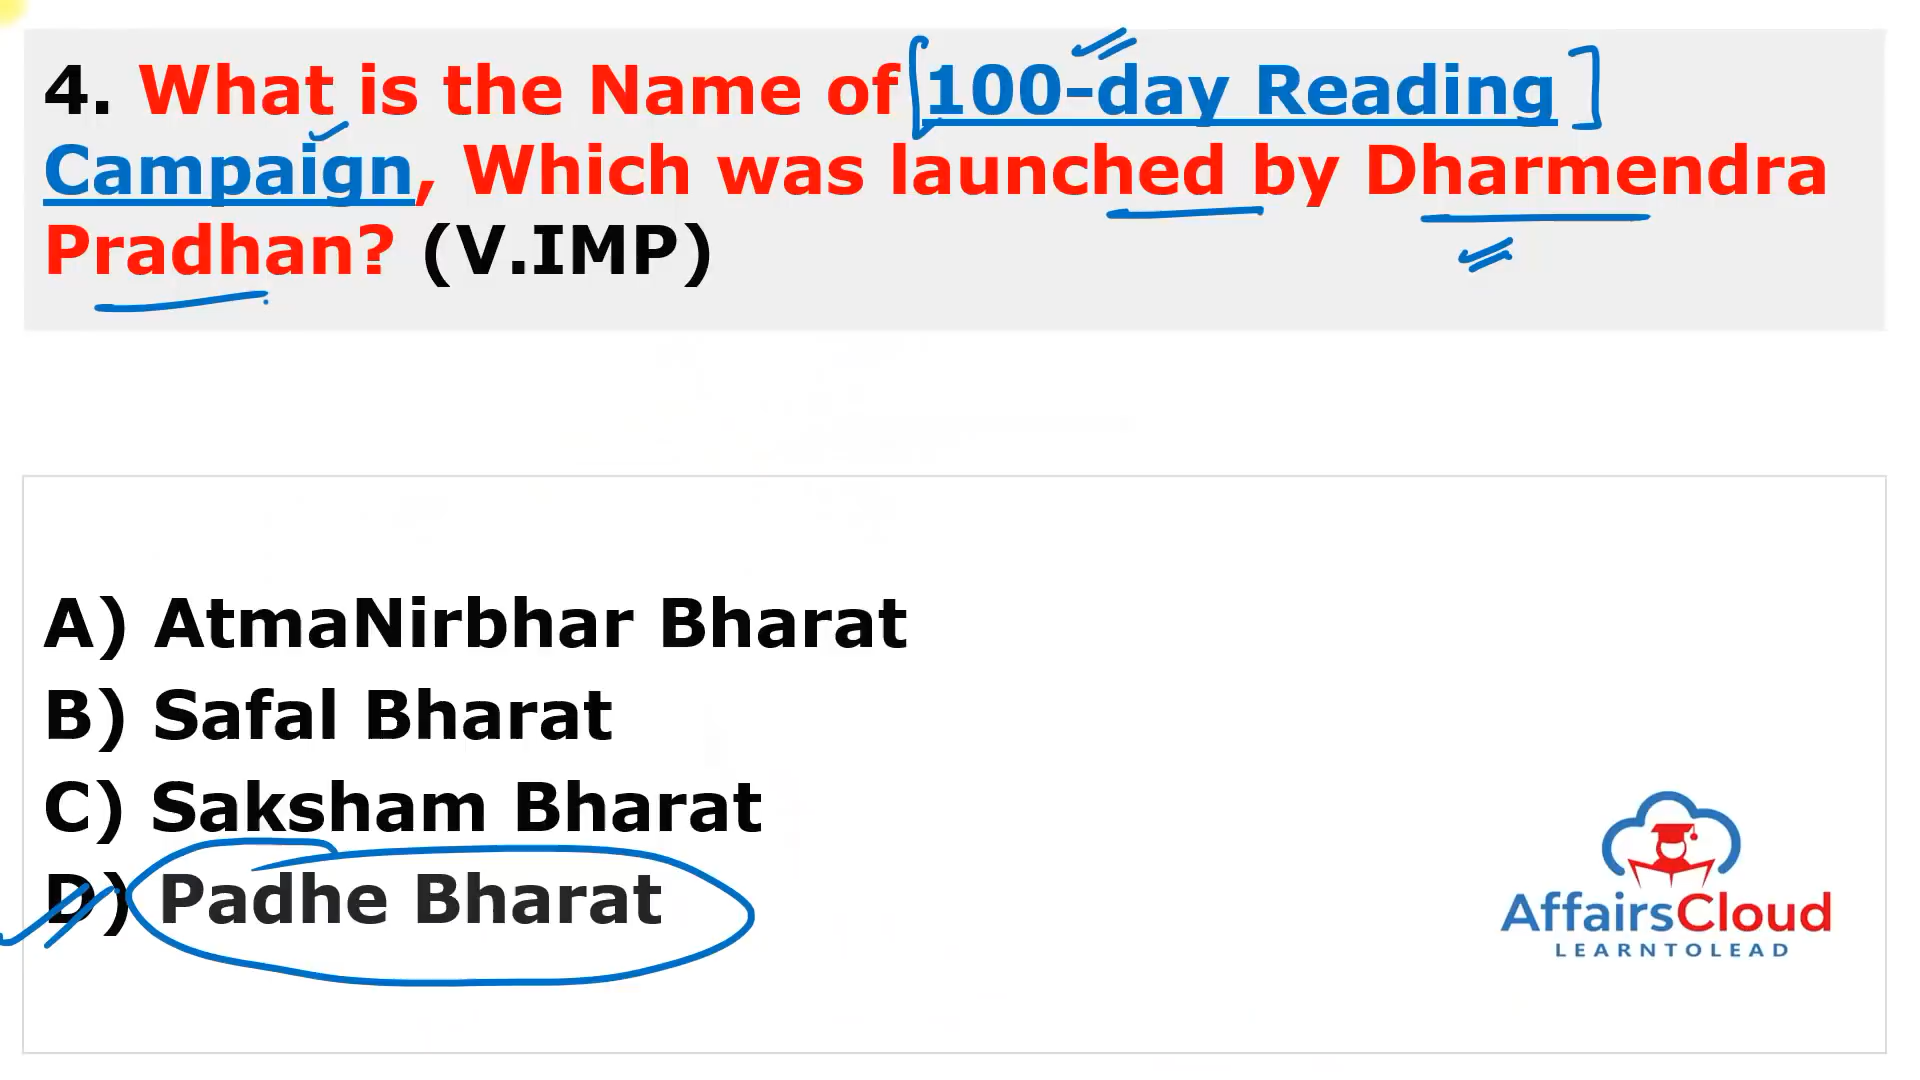 4. What is the Name of 100-day Reading
Campaign, Which was launched by Dharmendra
Pradhan? (V.IMP)
A) AtmaNirbhar Bharat
B) Safal Bharat
C) Saksham Bharat
D) Padhe Bharat
AffairsCloud
LEARNTOLEAD